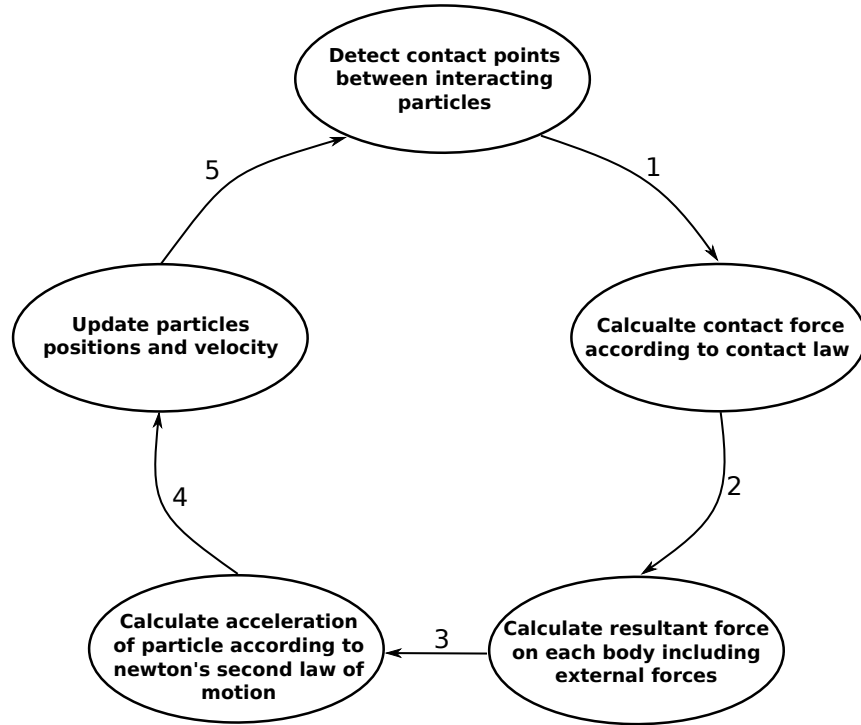 Detect contact points
between interacting
particles
1
Calcualte contact force
according to contact law
2
Calculate resultant force
on each body including
external forces
3
Calculate acceleration
of particle according to
newton's second law of
motion
4
Update particles
positions and velocity
5